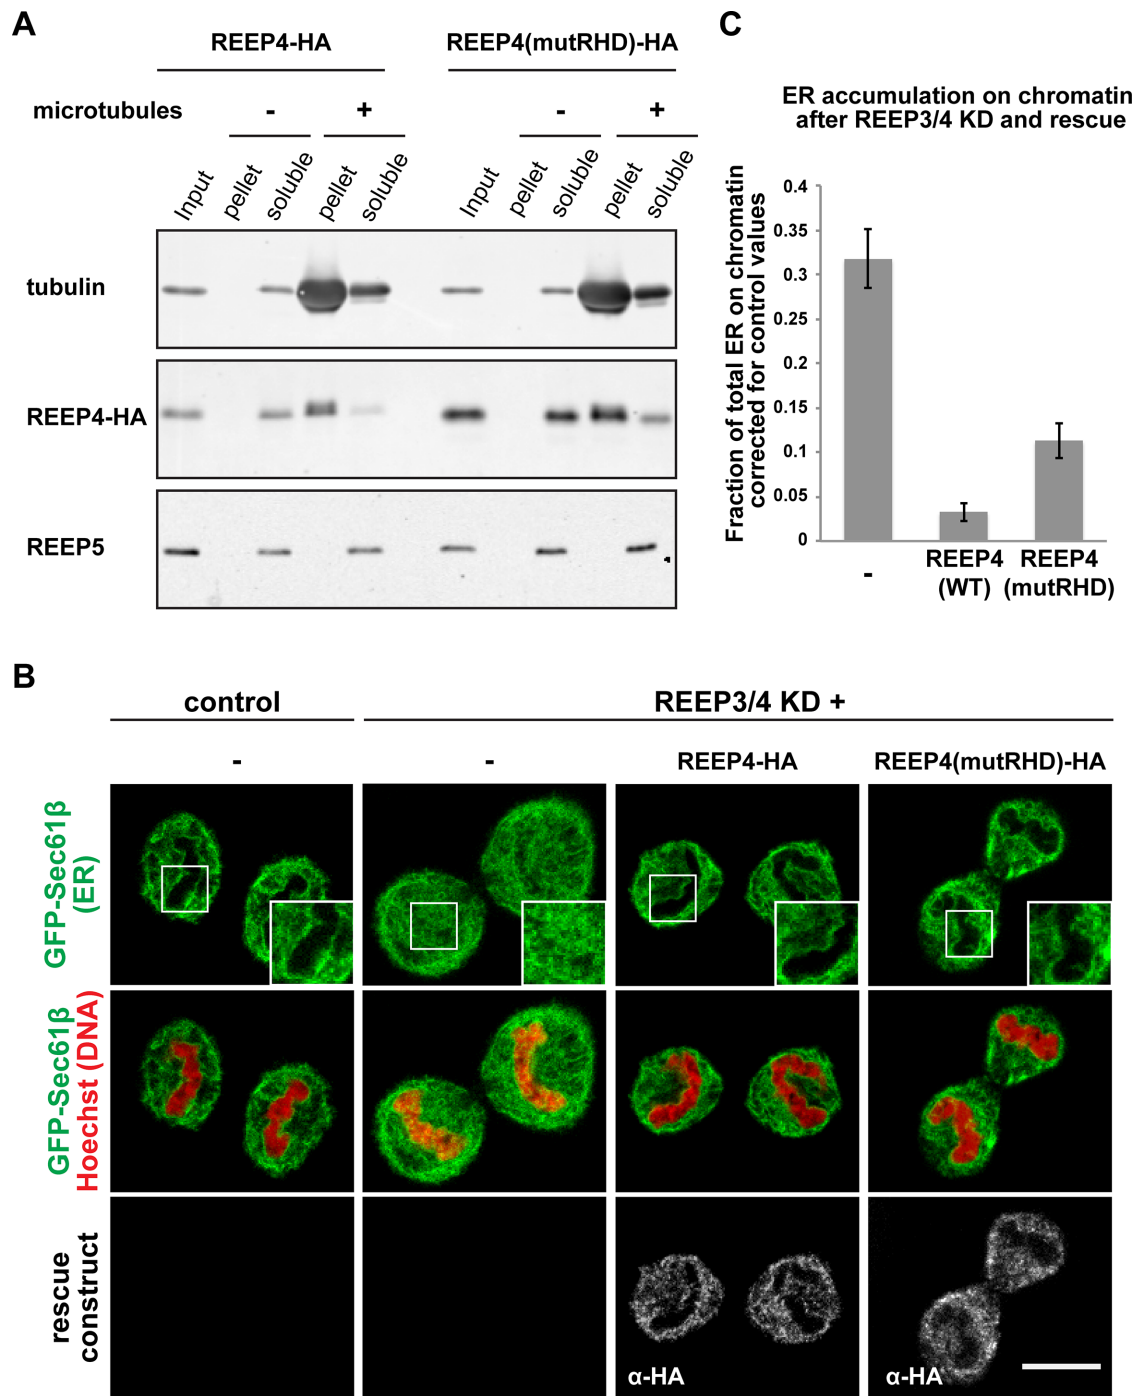 A
REEP4-HA
REEP4(mutRHD)-HA
microtubules
-
+
-
+
Input
pellet
soluble
pellet
soluble
Input
pellet
soluble
pellet
soluble
tubulin
REEP4-HA
REEP5
C
ER accumulation on chromatin
after REEP3/4 KD and rescue
Fraction of total ER on chromatin
corrected for control values
0.4
0.35
0.3
0.25
0.2
0.15
0.1
0.05
0
-
REEP4
(WT)
REEP4
(mutRHD)
B
control
REEP3/4 KD +
-
-
REEP4-HA
REEP4(mutRHD)-HA
GFP-Sec61β
(ER)
GFP-Sec61β
Hoechst (DNA)
rescue
construct
α-HA
α-HA